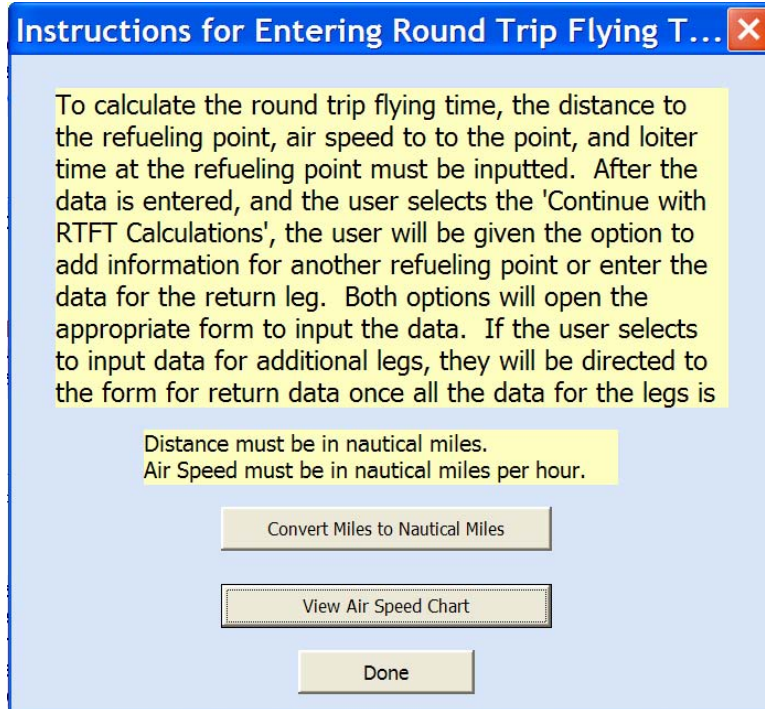 Instructions for Entering Round Trip Flying T...
To calculate the round trip flying time, the distance to
the refueling point, air speed to to the point, and loiter
time at the refueling point must be inputted.  After the
data is entered, and the user selects the 'Continue with
RTFT Calculations', the user will be given the option to
add information for another refueling point or enter the
data for the return leg.  Both options will open the
appropriate form to input the data.  If the user selects
to input data for additional legs, they will be directed to
the form for return data once all the data for the legs is
Distance must be in nautical miles.
Air Speed must be in nautical miles per hour.
Convert Miles to Nautical Miles
View Air Speed Chart
Done